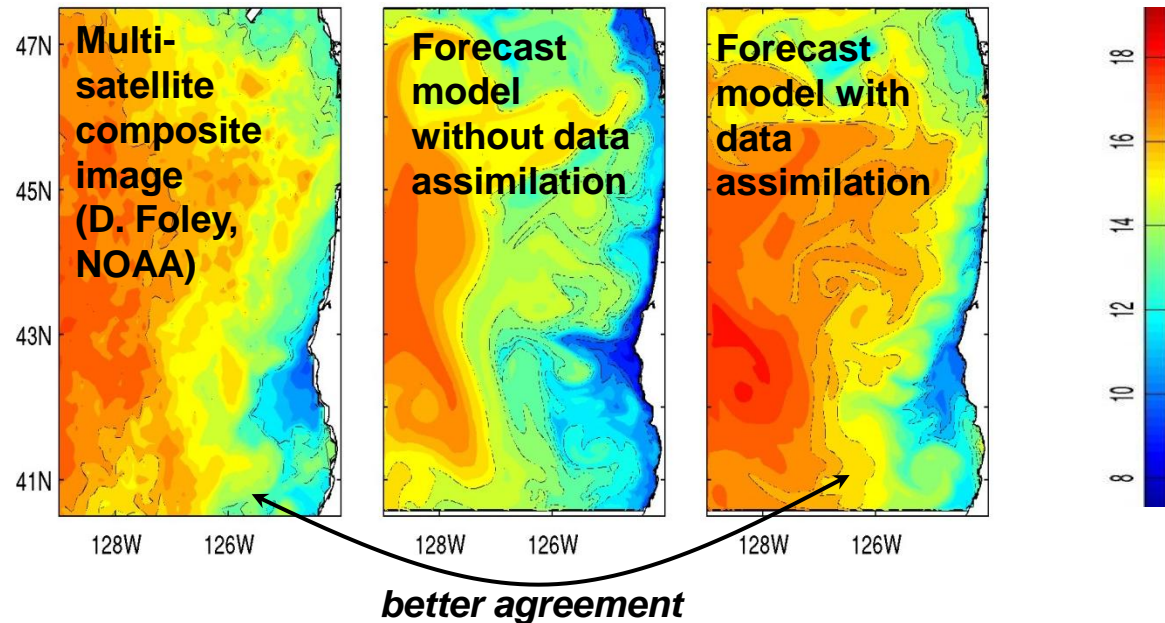 47N
45N
43N
41N
Multi-
satellite
composite
image
(D. Foley,
NOAA)
Forecast
model
without data
assimilation
Forecast
model with
data
assimilation
128W 126W
128W 126W
128W 126W
better agreement
18
16
14
12
10
8